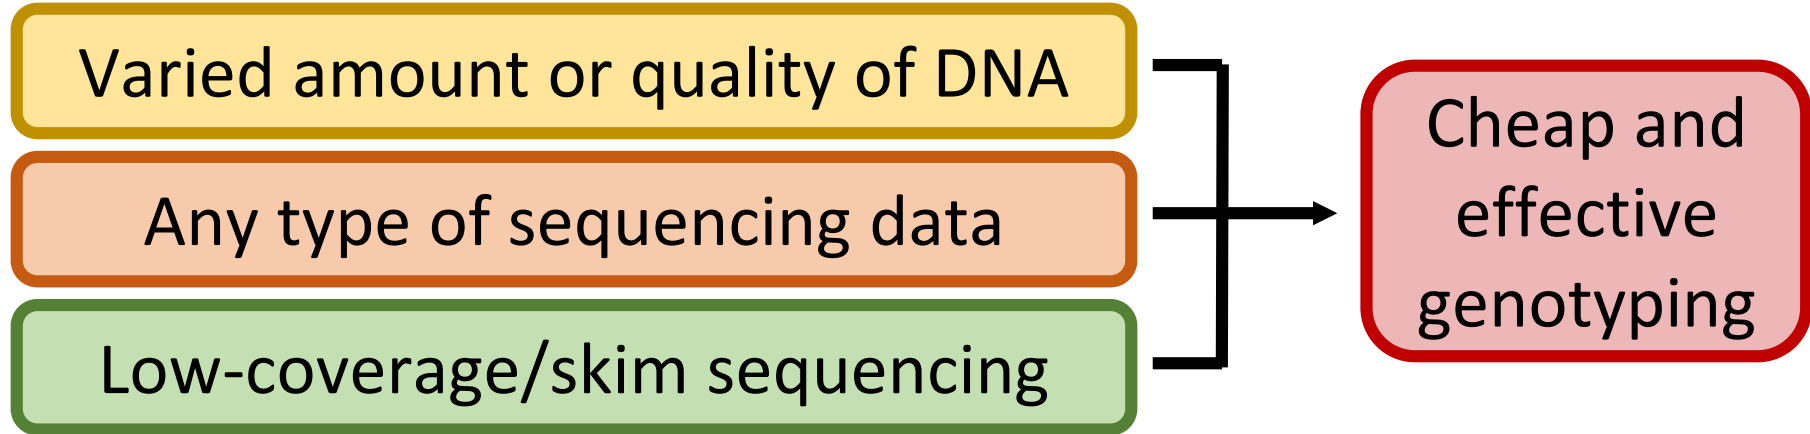 Varied amount or quality of DNA
Any type of sequencing data
Low-coverage/skim sequencing
Cheap and
effective
genotyping